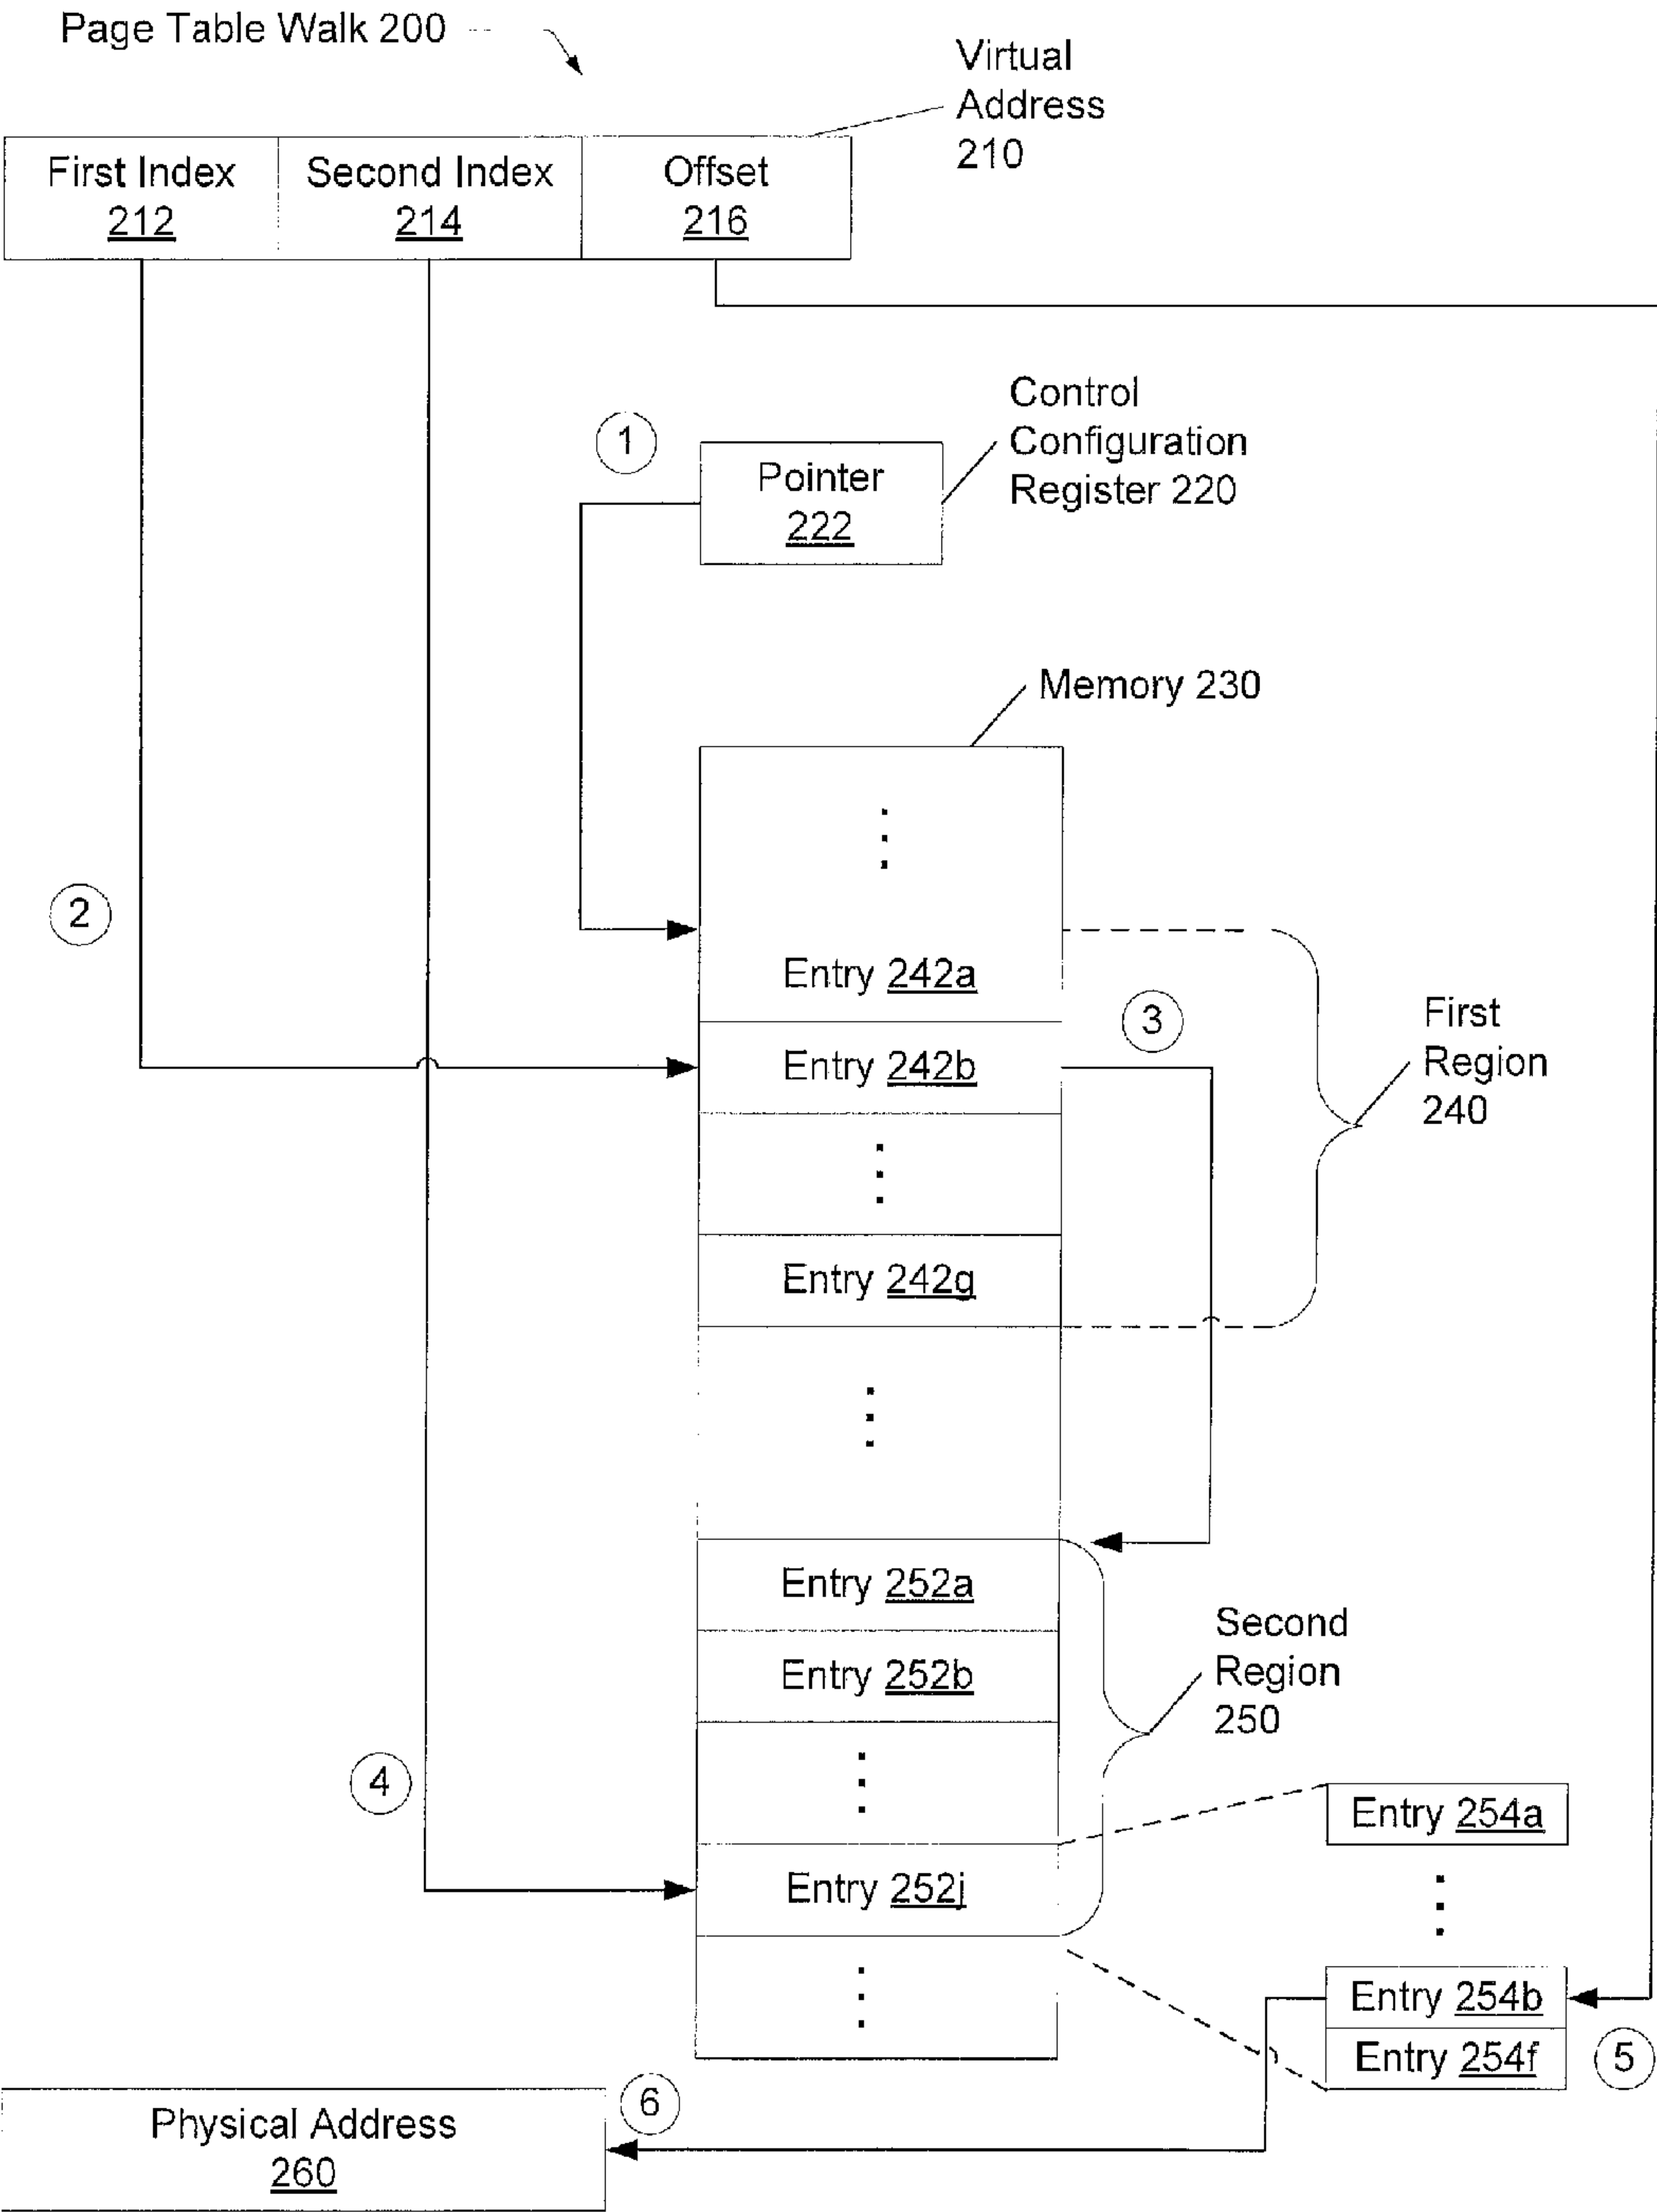 Page Table Walk 200
Virtual
Address
210
First Index
212
Second Index
214
Offset
216
Control
Configuration
Register 220
1
Pointer
222
Memory 230
2
Entry 242a
3
First
Region
240
Entry 242b
Entry 242g
Entry 252a
Second
Region
250
Entry 252b
4
Entry 254a
Entry 252j
Entry 254b
Entry 254f
5
6
Physical Address
260